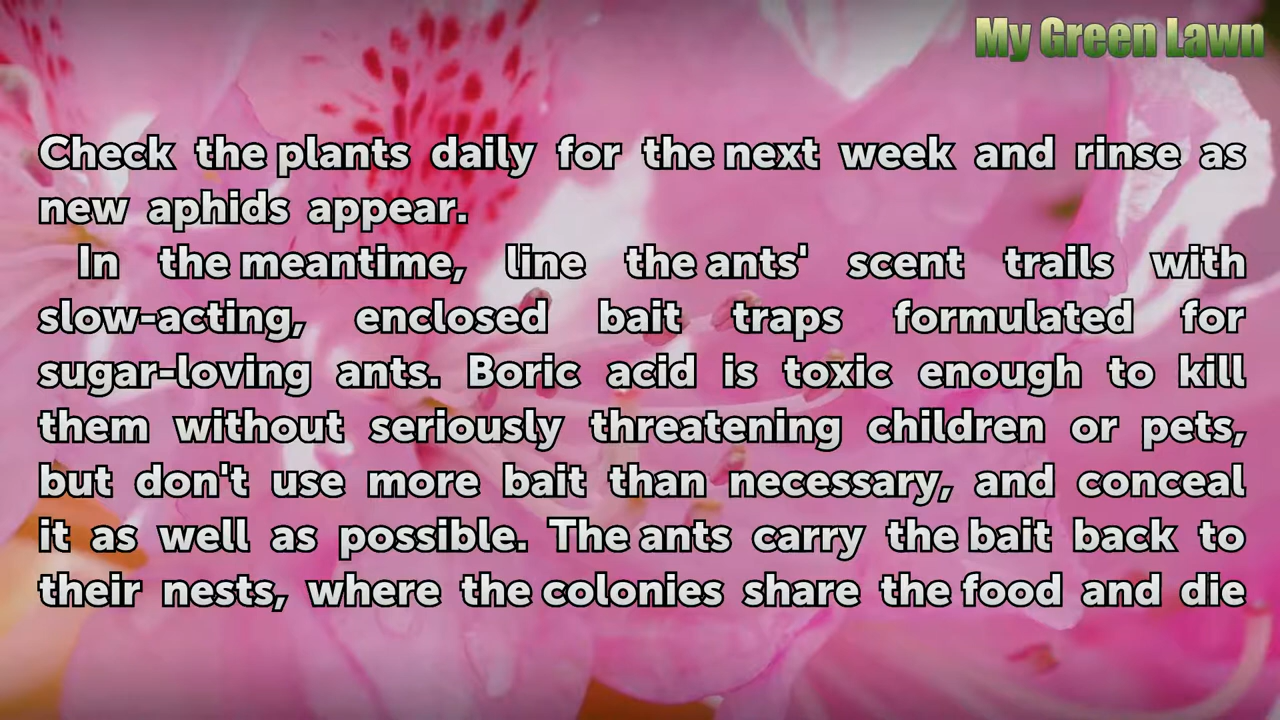 My Green Lawn
Check the plants daily for the next week and rinse as
new aphids appear.
In the meantime, line the ants' scent trails with
slow-acting, enclosed bait traps formulated for
sugar-loving ants. Boric acid is toxic enough to kill
them without seriously threatening children or pets,
but don't use more bait than necessary, and conceal
it as well as possible. The ants carry the bait back to
their nests, where the colonies share the food and die